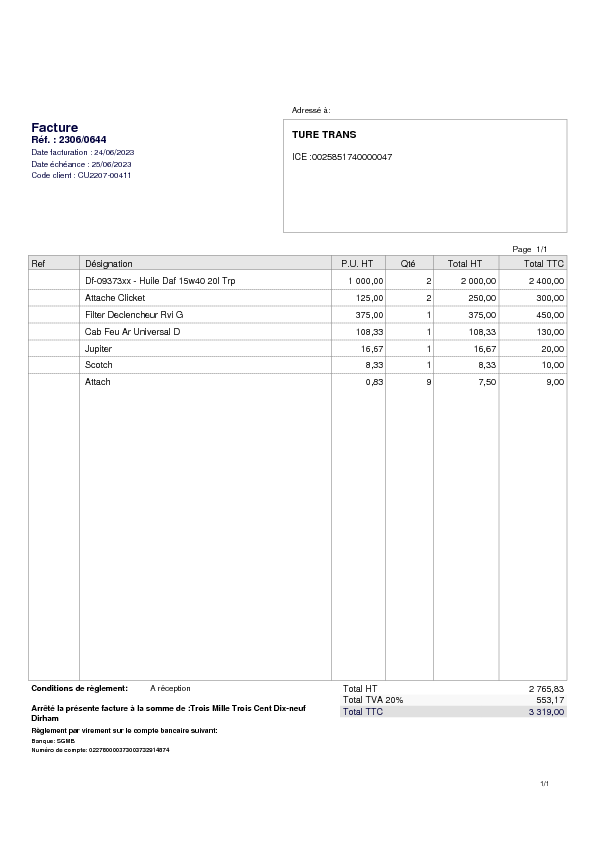 Adressé à:
Facture
Réf. : 2306/0644
Date facturation : 24/06/2023
Date échéance : 25/06/2023
Code client : CU2207-00411
TURE TRANS
ICE :0025851740000047
Page 1/1
Ref Désignation P.U. HT Qté Total HT Total TTC
Df-09373xx - Huile Daf 15w40 20l Trp 1 000,00 2 2 000,00 2 400,00
Attache Clicket 125,00 2 250,00 300,00
Filter Declencheur Rvi G 375,00 1 375,00 450,00
Cab Feu Ar Universal D 108,33 1 108,33 130,00
Jupiter 16,67 1 16,67 20,00
Scotch 8,33 1 8,33 10,00
Attach 0,83 9 7,50 9,00
Conditions de règlement: A réception
Total HT 2 765,83
Total TVA 20% 553,17
Total TTC 3 319,00
Arrêté la présente facture à la somme de :Trois Mille Trois Cent Dix-neuf
Dirham
Règlement par virement sur le compte bancaire suivant:
Banque: SGMB
Numéro de compte:
1/1